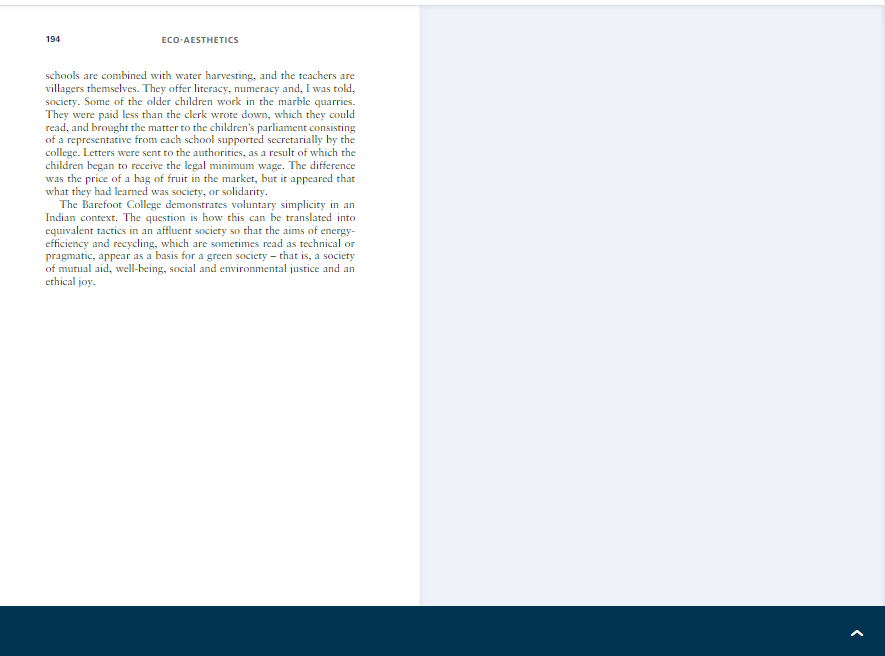 194
ECO-AESTHETICS
schools are combined with water harvesting, and the teachers are
villagers themselves. They offer literacy, numeracy and, I was told,
society. Some of the older children work in the marble quarries.
They were paid less than the clerk wrote down, which they could
read, and brought the matter to the children's parliament consisting
of a representative from each school supported secretarially by the
college. Letters were sent to the authorities, as a result of which the
children began to receive the legal minimum wage. The difference
was the price of a bag of fruit in the market, but it appeared that
what they had learned was society, or solidarity.
The Barefoot College demonstrates voluntary simplicity in an
Indian context. The question is how this can be translated into
equivalent tactics in an affluent society so that the aims of energy-
efficiency and recycling, which are sometimes read as technical or
pragmatic, appear as a basis for a green society – that is, a society
of mutual aid, well-being, social and environmental justice and an
ethical joy.